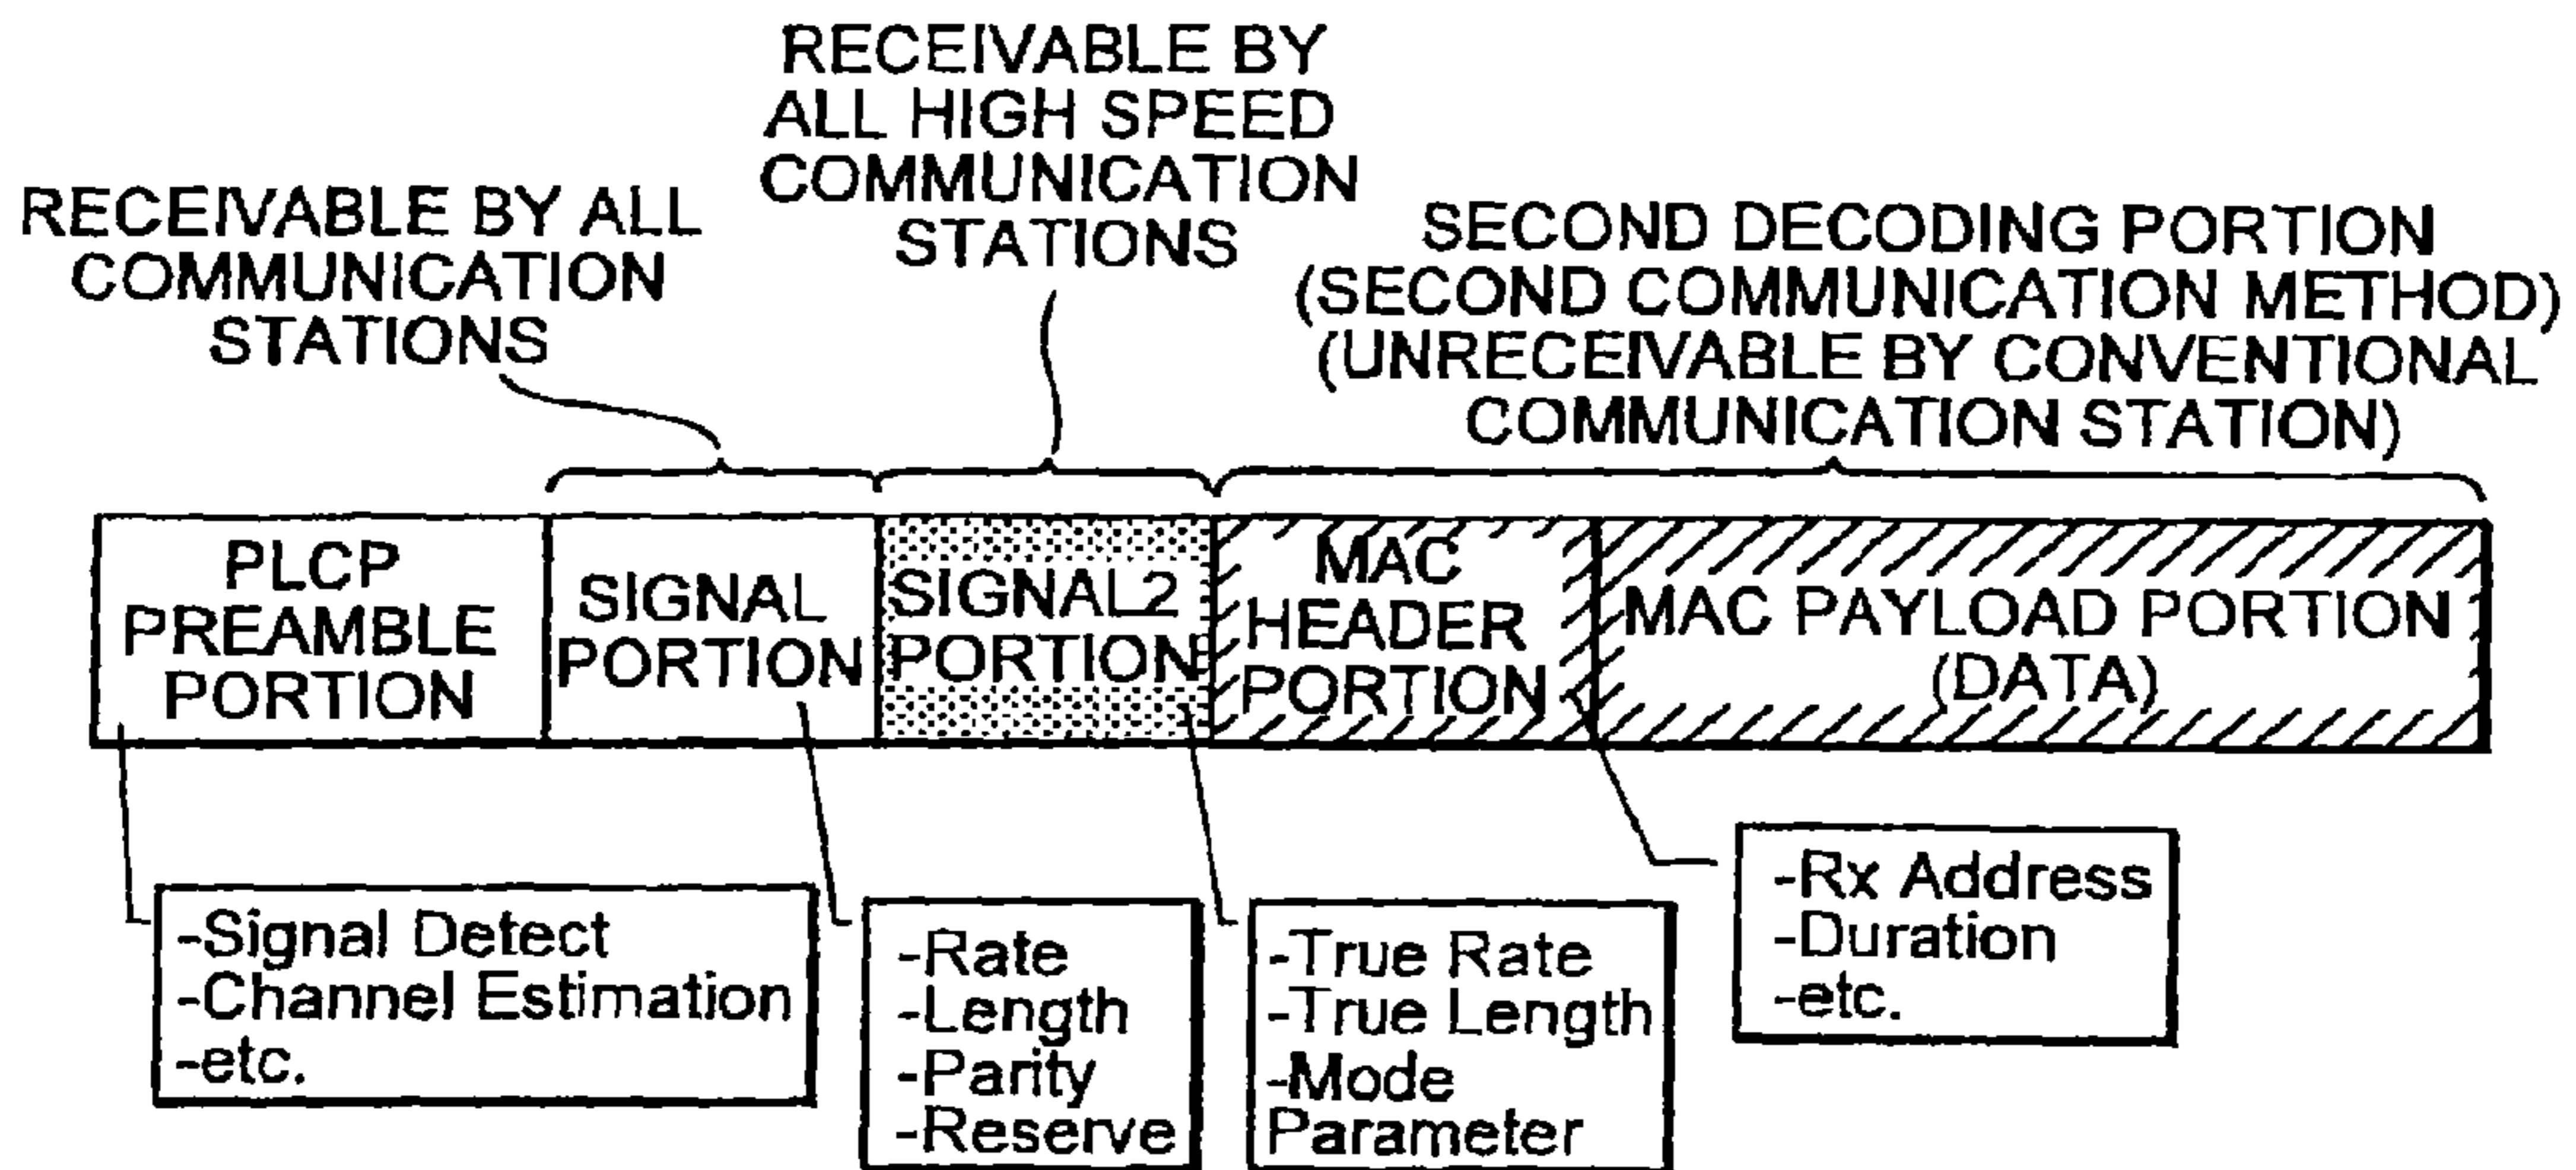 RECEIVABLE BY ALL
COMMUNICATION
STATIONS
RECEIVABLE BY
ALL HIGH SPEED
COMMUNICATION
STATIONS
SECOND DECODING PORTION
(SECOND COMMUNICATION METHOD)
(UNRECEIVABLE BY CONVENTIONAL
COMMUNICATION STATION)
PLCP
PREAMBLE
PORTION
SIGNAL
PORTION
SIGNAL2
PORTION
MAC
HEADER
PORTION
MAC PAYLOAD PORTION
(DATA)
-Signal Detect
-Channel Estimation
-etc.
-Rate
-Length
-Parity
-Reserve
-True Rate
-True Length
-Mode
Parameter
-Rx Address
-Duration
-etc.